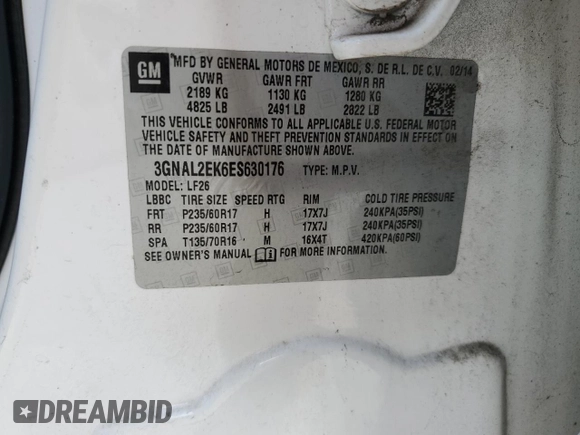 GM
MFD BY GENERAL MOTORS DE MEXICO, S. DE R.L. DE C.V. 02/14
GVWR GAWR FRT GAWR RR
2189 KG 1130 KG 1280 KG
4825 LB 2491 LB 2822 LB
THIS VEHICLE CONFORMS TO ALL APPLICABLE U.S. FEDERAL MOTOR
VEHICLE SAFETY AND THEFT PREVENTION STANDARDS IN EFFECT ON
THE DATE OF MANUFACTURE SHOWN ABOVE.
3GNAL2EK6ES630176 TYPE: M.P.V.
MODEL: LF26
LBBC TIRE SIZE SPEED RTG RIM COLD TIRE PRESSURE
FRT P235/60R17 H 17X7J 240KPA(35PSI)
RR P235/60R17 H 17X7J 240KPA(35PSI)
SPA T135/70R16 M 16X4T 420KPA(60PSI)
SEE OWNER'S MANUAL FOR MORE INFORMATION.
DREAMBID